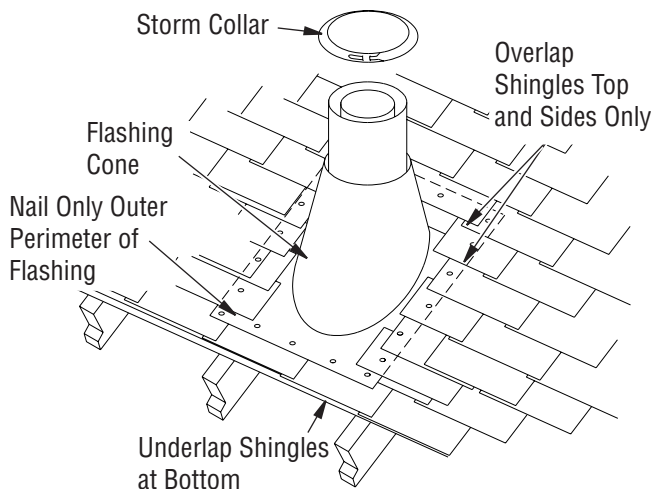 Storm Collar
Overlap
Shingles Top
and Sides Only
Flashing
Cone
Nail Only Outer
Perimeter of
Flashing
Underlap Shingles
at Bottom